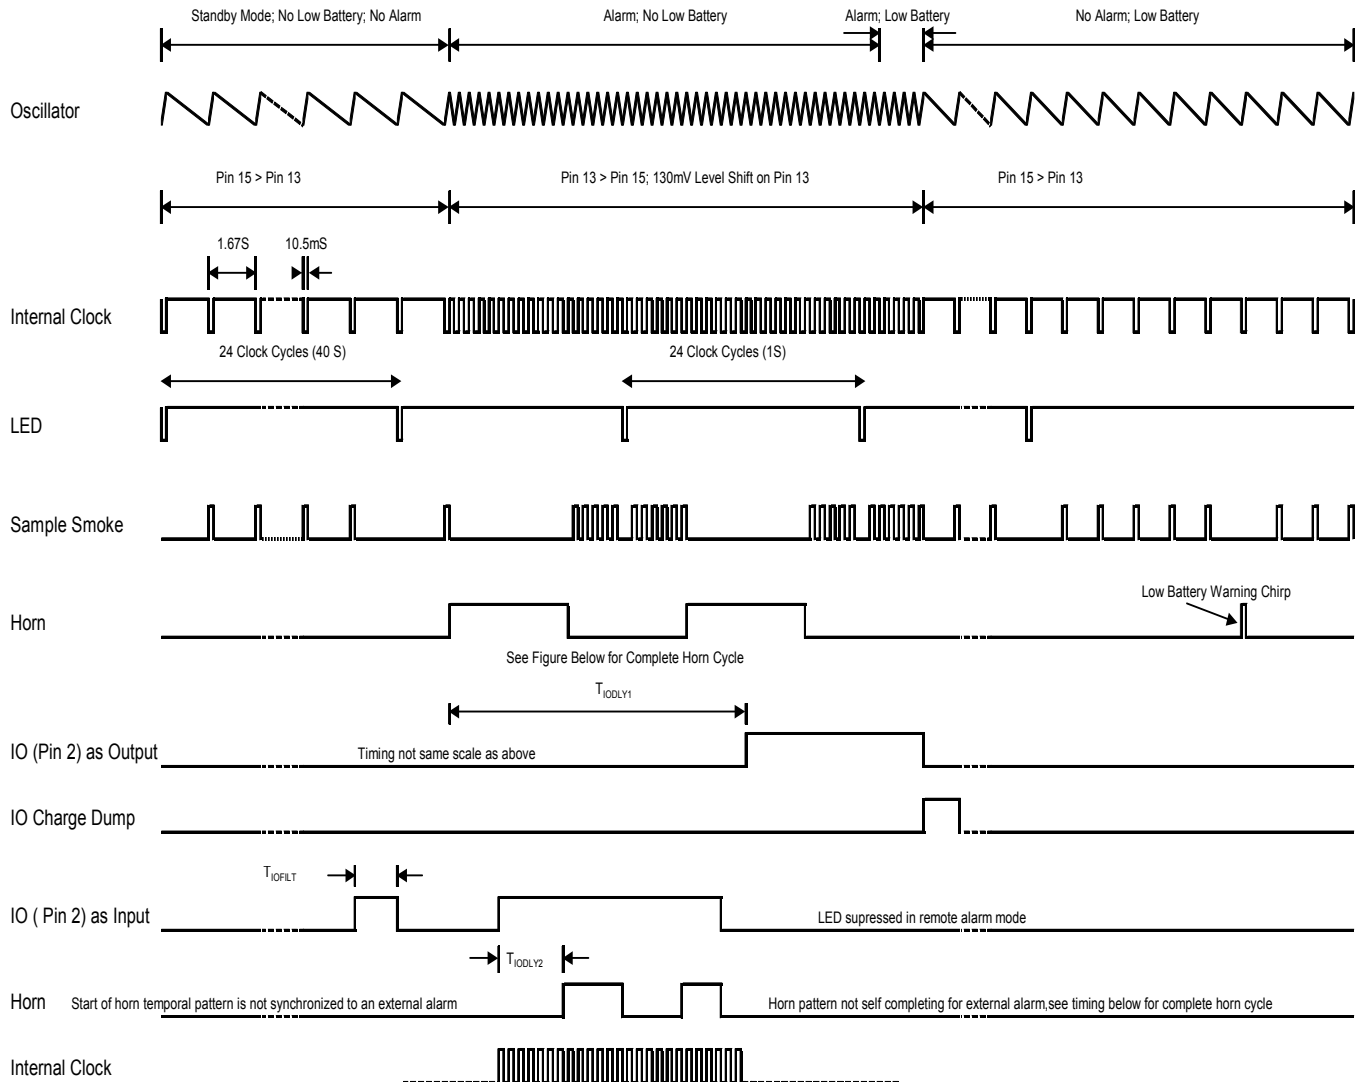 Standby Mode; No Low Battery; No Alarm
Alarm; No Low Battery
Alarm; Low Battery
No Alarm; Low Battery
Oscillator
Pin 15 > Pin 13
Pin 13 > Pin 15; 130mV Level Shift on Pin 13
Pin 15 > Pin 13
1.67S
10.5mS
Internal Clock
24 Clock Cycles (40 S)
24 Clock Cycles (1S)
LED
Sample Smoke
Low Battery Warning Chirp
Horn
See Figure Below for Complete Horn Cycle
TIODLY1
IO (Pin 2) as Output
Timing not same scale as above
IO Charge Dump
TIOFILT
IO ( Pin 2) as Input
LED supressed in remote alarm mode
TIODLY2
Horn
Start of horn temporal pattern is not synchronized to an external alarm
Horn pattern not self completing for external alarm,see timing below for complete horn cycle
Internal Clock